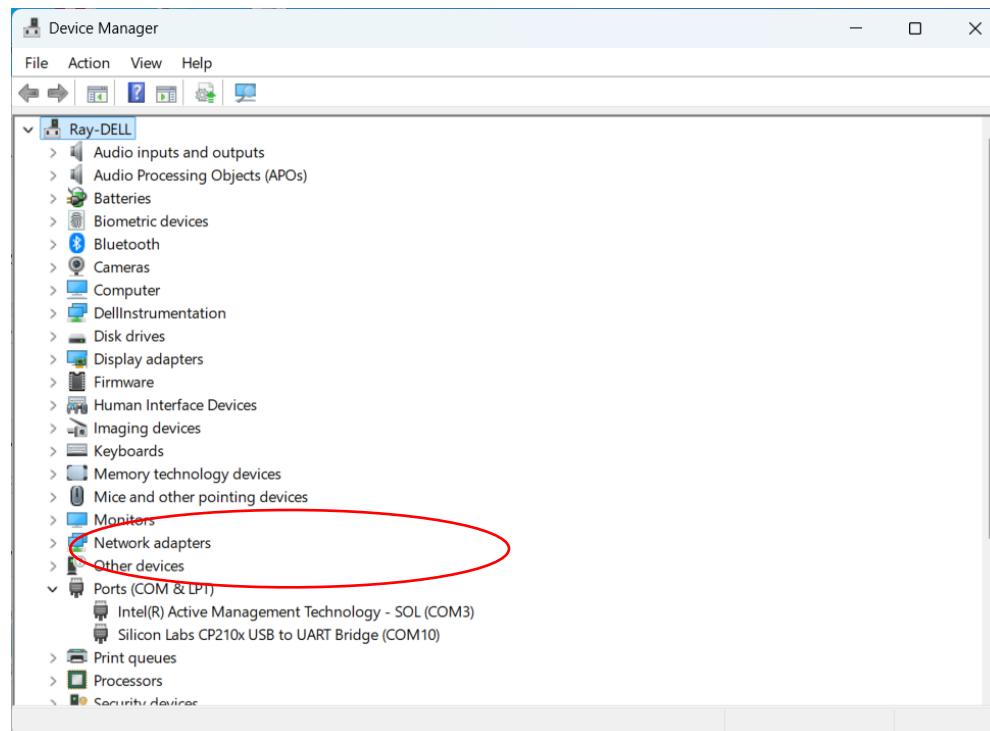 Device Manager
File Action View Help
Ray-DELL
Audio inputs and outputs
Audio Processing Objects (APOs)
Batteries
Biometric devices
Bluetooth
Cameras
Computer
DellInstrumentation
Disk drives
Display adapters
Firmware
Human Interface Devices
Imaging devices
Keyboards
Memory technology devices
Mice and other pointing devices
Monitors
Network adapters
Other devices
Ports (COM & LPT)
Intel(R) Active Management Technology - SOL (COM3)
Silicon Labs CP210x USB to UART Bridge (COM10)
Print queues
Processors
Security devices